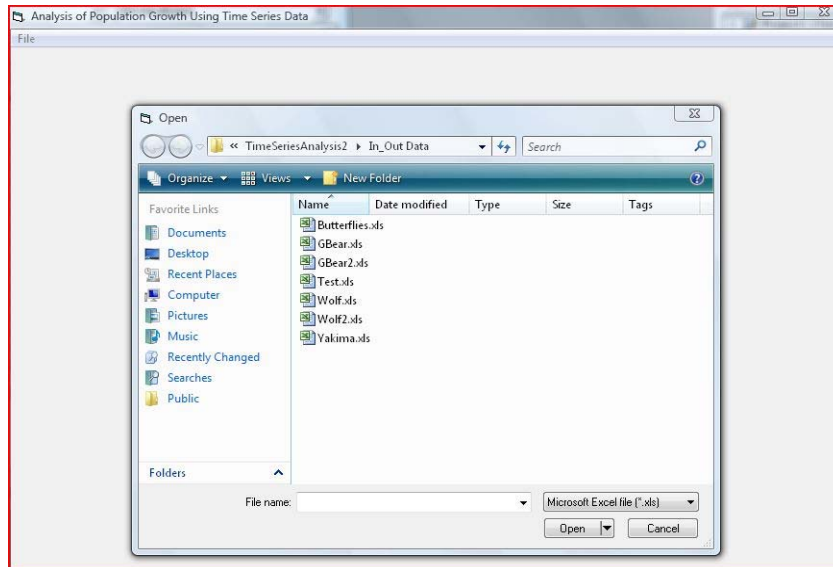 Analysis of Population Growth Using Time Series Data
File
Open
« TimeSeriesAnalysis2 In_Out Data
Search
Organize Views New Folder
Favorite Links
Documents
Desktop
Recent Places
Computer
Pictures
Music
Recently Changed
Searches
Public
Folders
Name Date modified Type Size Tags
Butterflies.xls
GBear.xls
GBear2.xls
Test.xls
Wolf.xls
Wolf2.xls
Yakima.xls
File name:
Microsoft Excel file (*.xls)
Open Cancel